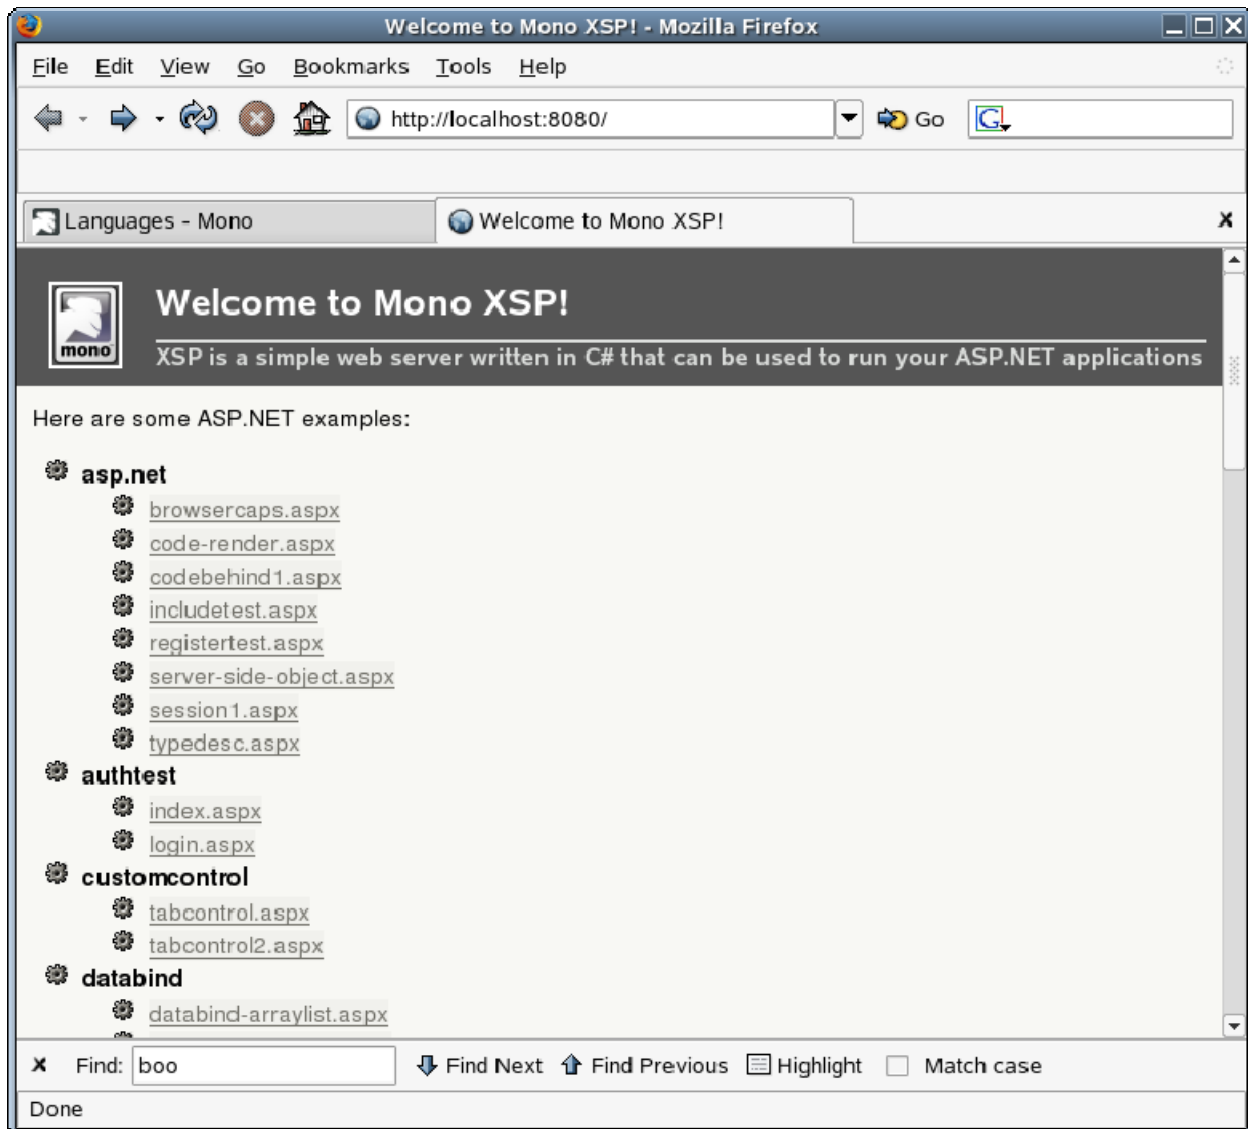 Welcome to Mono XSP! - Mozilla Firefox
File Edit View Go Bookmarks Tools Help
http://localhost:8080/ Go G
Languages - Mono Welcome to Mono XSP! x
Welcome to Mono XSP!
mono XSP is a simple web server written in C# that can be used to run your ASP.NET applications
Here are some ASP.NET examples:
asp.net
browsercaps.aspx
code-render.aspx
codebehind1.aspx
includetest.aspx
registertest.aspx
server-side-object.aspx
session1.aspx
typedesc.aspx
authtest
index.aspx
login.aspx
customcontrol
tabcontrol.aspx
tabcontrol2.aspx
databind
databind-arraylist.aspx
x Find: boo Find Next Find Previous Highlight Match case
Done